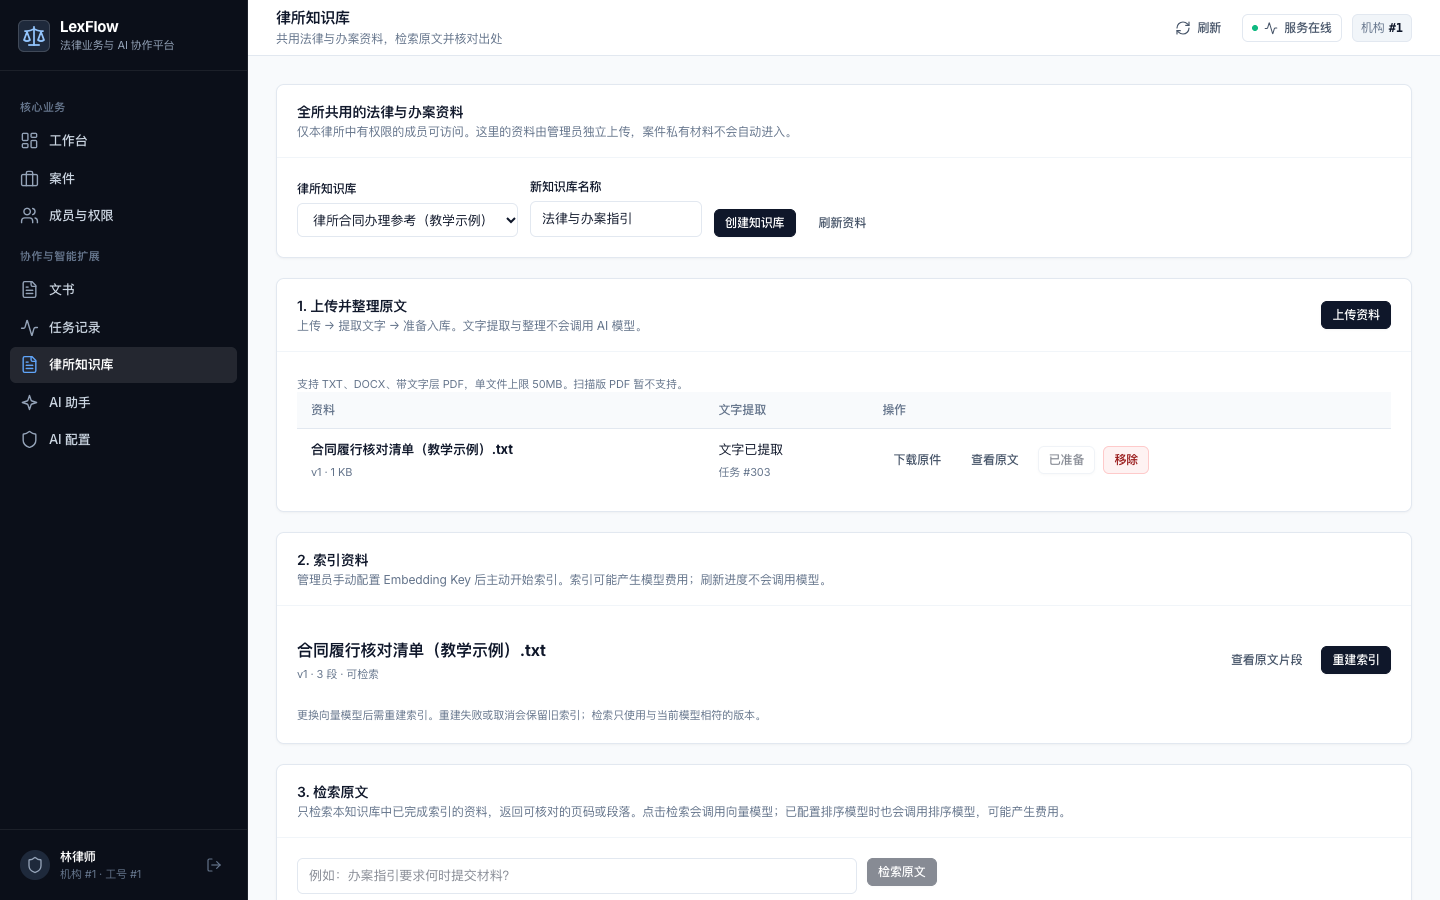 LexFlow
法律业务与 AI 协作平台
核心业务
工作台
案件
成员与权限
协作与智能扩展
文书
任务记录
律所知识库
AI 助手
AI 配置
林律师
机构 #1 · 工号 #1
律所知识库
共用法律与办案资料，检索原文并核对出处
刷新
服务在线
机构 #1
全所共用的法律与办案资料
仅本律所中有权限的成员可访问。这里的资料由管理员独立上传，案件私有材料不会自动进入。
律所知识库
新知识库名称
律所合同办理参考（教学示例）
法律与办案指引
创建知识库
刷新资料
1. 上传并整理原文
上传 → 提取文字 → 准备入库。文字提取与整理不会调用 AI 模型。
上传资料
支持 TXT、DOCX、带文字层 PDF，单文件上限 50MB。扫描版 PDF 暂不支持。
资料 文字提取 操作
合同履行核对清单（教学示例）.txt
v1 · 1 KB
文字已提取
任务 #303
下载原件 查看原文 已准备 移除
2. 索引资料
管理员手动配置 Embedding Key 后主动开始索引。索引可能产生模型费用；刷新进度不会调用模型。
合同履行核对清单（教学示例）.txt
v1 · 3 段 · 可检索
查看原文片段
重建索引
更换向量模型后需重建索引。重建失败或取消会保留旧索引；检索只使用与当前模型相符的版本。
3. 检索原文
只检索本知识库中已完成索引的资料，返回可核对的页码或段落。点击检索会调用向量模型；已配置排序模型时也会调用排序模型，可能产生费用。
例如：办案指引要求何时提交材料?
检索原文